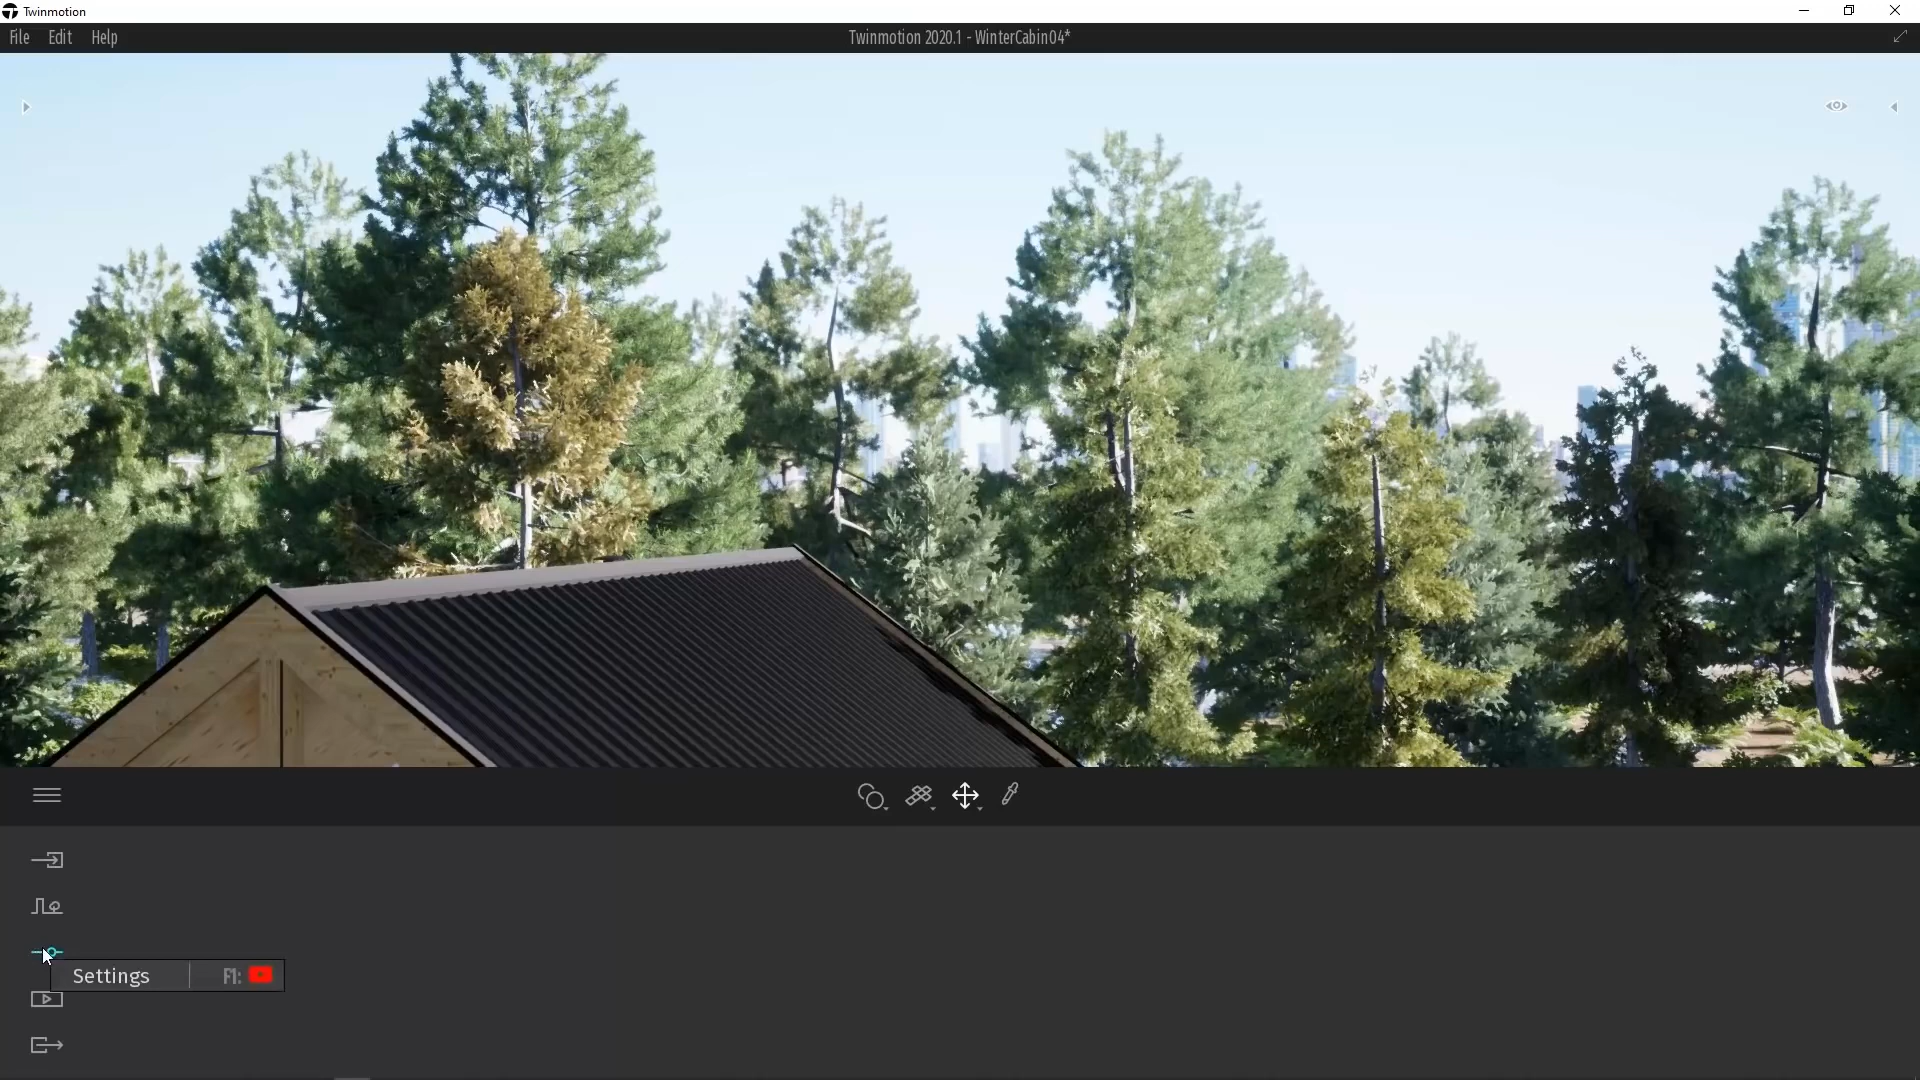 Twinmotion
File Edit Help
Twinmotion 2020.1 - WinterCabin04*
Settings F1: